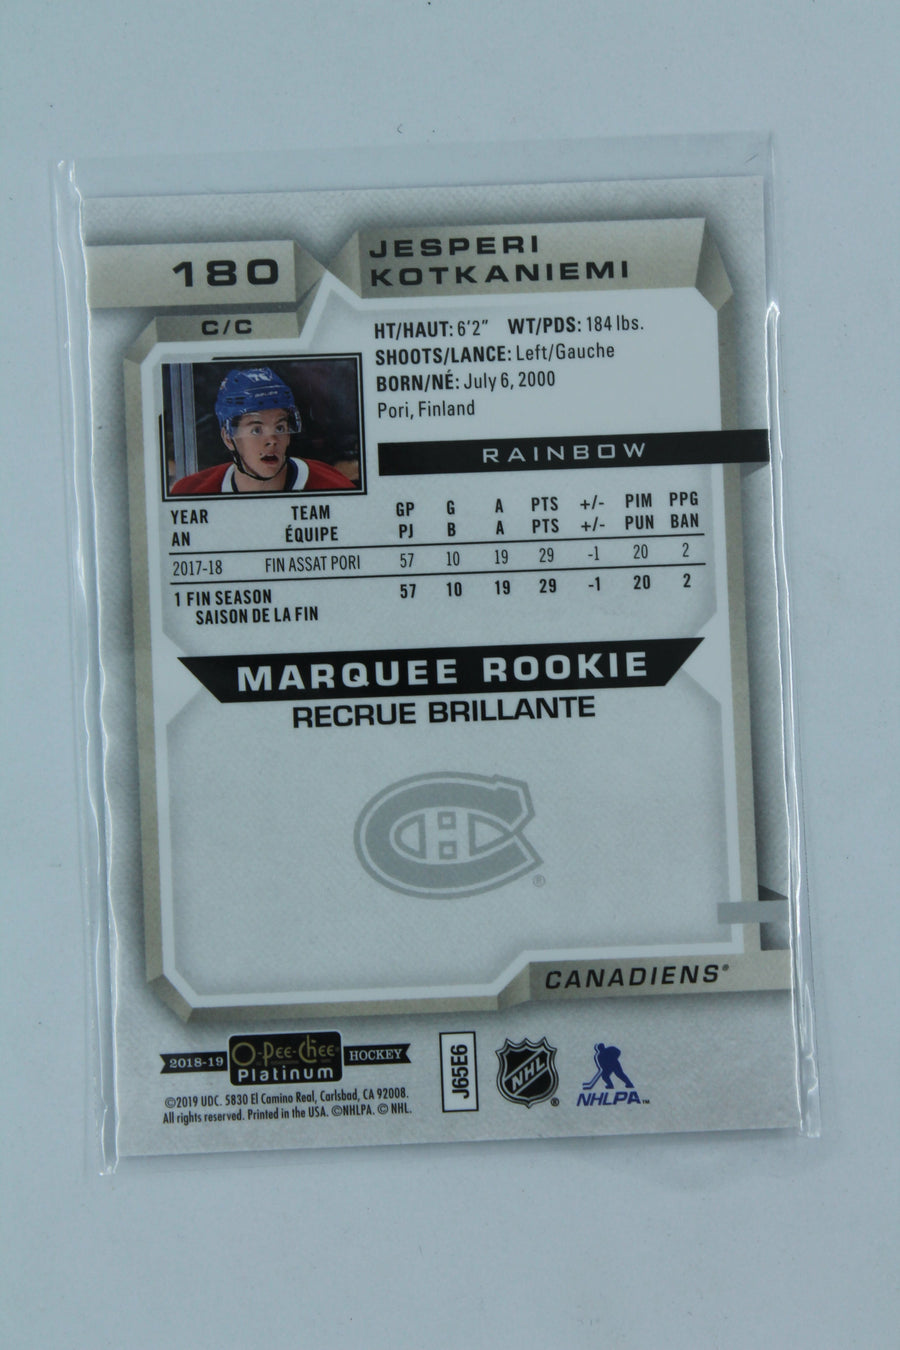 180
JESPERI
KOTKANIEMI
C/C
HT/HAUT: 6'2" WT/PDS: 184 lbs.
SHOOTS/LANCE: Left/Gauche
BORN/NÉ: July 6, 2000
Pori, Finland
RAINBOW
YEAR TEAM GP G A PTS +/- PIM PPG
AN ÉQUIPE PJ B A PTS +/- PUN BAN
2017-18 FIN ASSAT PORI 57 10 19 29 -1 20 2
1 FIN SEASON 57 10 19 29 -1 20 2
SAISON DE LA FIN
MARQUEE ROOKIE
RECRUE BRILLANTE
®
CANADIENS®
2018-19 O-Pee-Chee Platinum HOCKEY
J65E6
NHL ®
NHLPA™
©2019 UDC. 5830 El Camino Real, Carlsbad, CA 92008.
All rights reserved. Printed in the USA. ©NHLPA. © NHL.